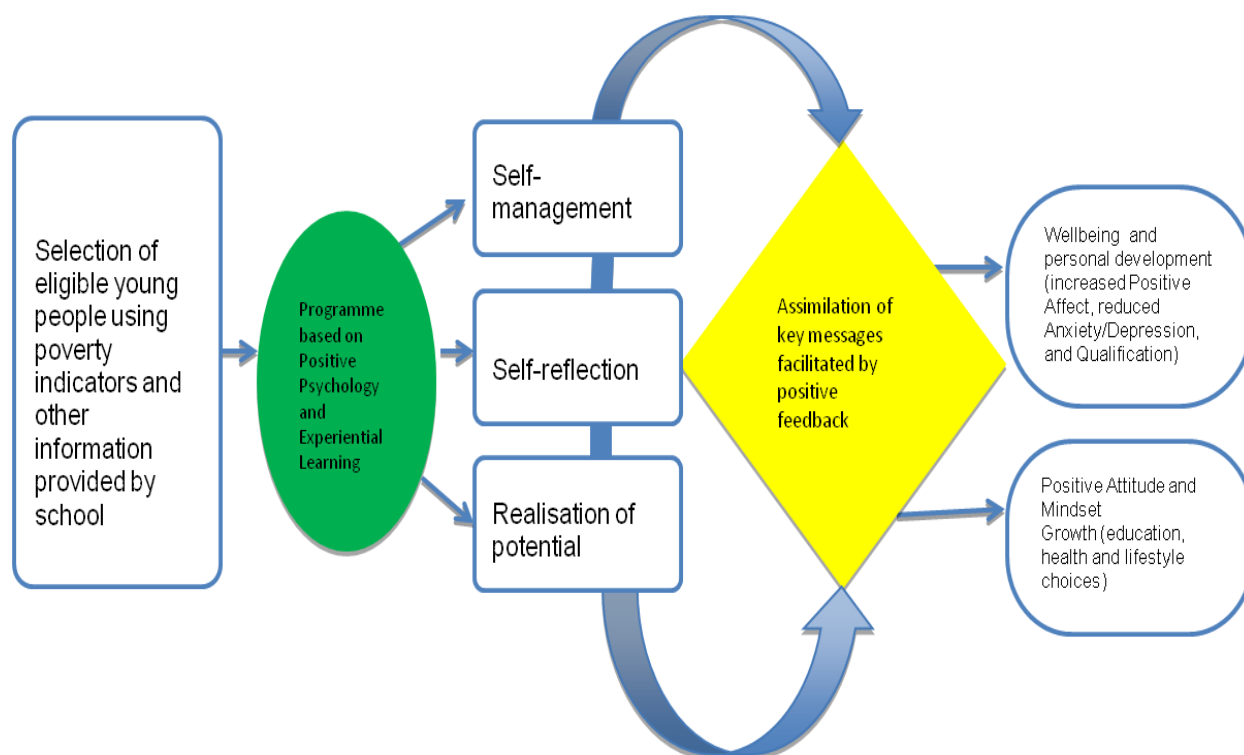 Selection of
eligible young
people using
poverty
indicators and
other
information
provided by
school
Programme
based on
Positive
Psychology
and
Experiential
Learning
Self-
management
Self-reflection
Realisation of
potential
Assimilation of
key messages
facilitated by
positive
feedback
Wellbeing and
personal development
(increased Positive
Affect, reduced
Anxiety/Depression,
and Qualification)
Positive Attitude and
Mindset
Growth (education,
health and lifestyle
choices)